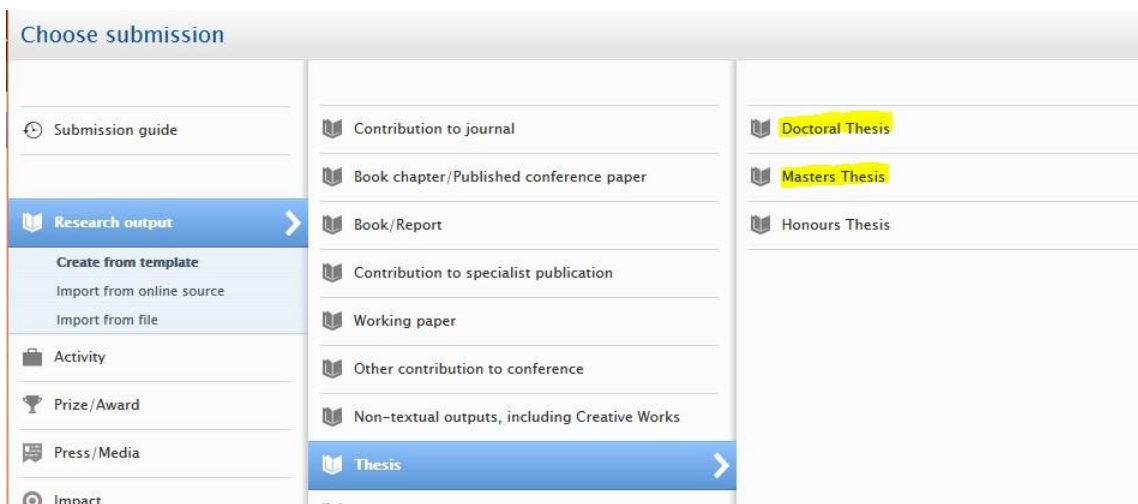 Choose submission
Submission guide
Research output
Create from template
Import from online source
Import from file
Activity
Prize/Award
Press/Media
Impact
Contribution to journal
Book chapter/Published conference paper
Book/Report
Contribution to specialist publication
Working paper
Other contribution to conference
Non-textual outputs, including Creative Works
Thesis
Doctoral Thesis
Masters Thesis
Honours Thesis